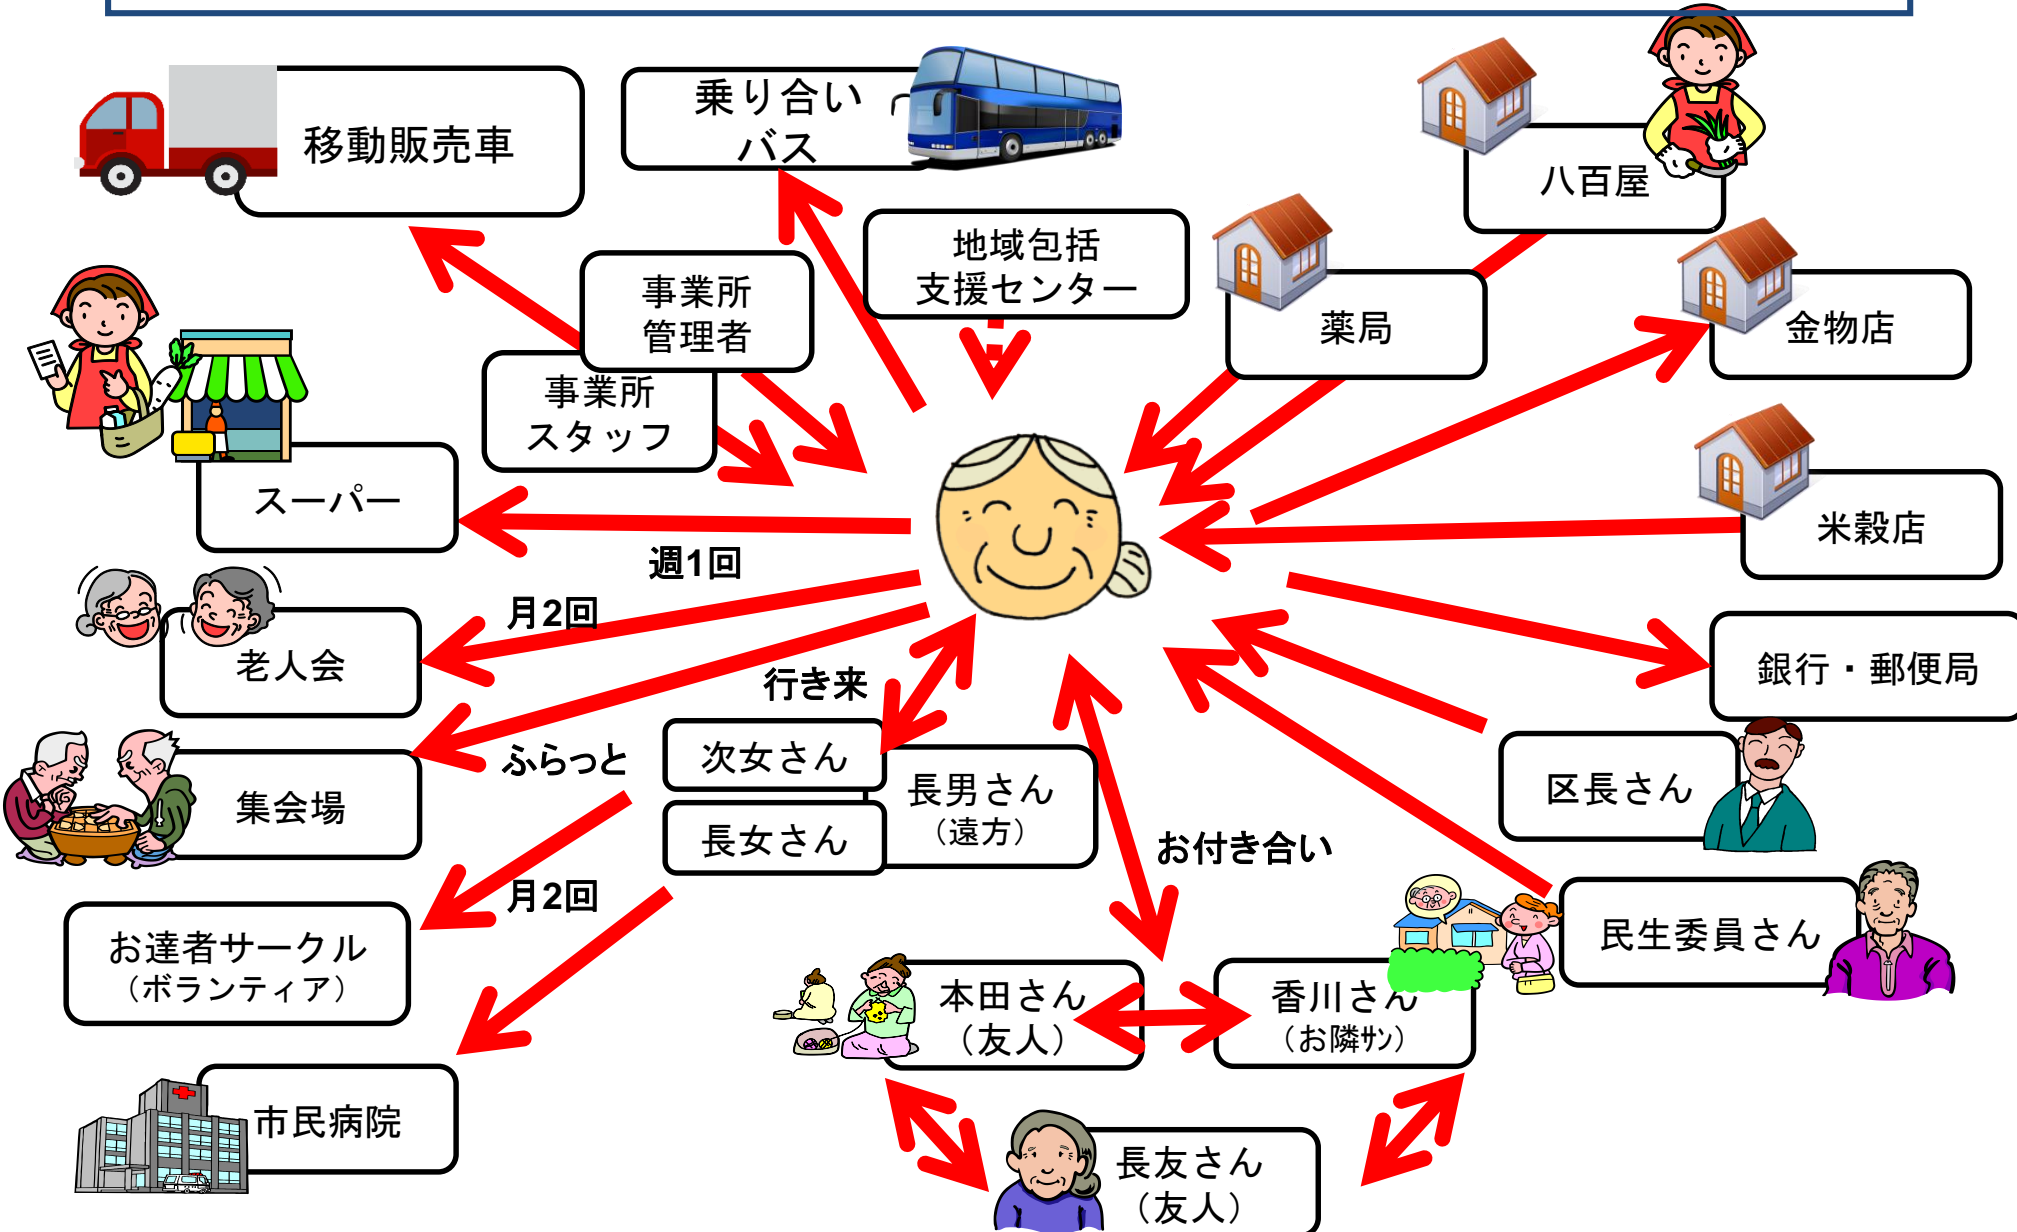 移動販売車
乗り合い
バス
八百屋
地域包括
支援センター
事業所
管理者
薬局
金物店
事業所
スタッフ
スーパー
米穀店
週1回
月2回
老人会
行き来
銀行・郵便局
ふらっと
次女さん
長男さん
（遠方）
区長さん
集会場
長女さん
お付き合い
月2回
お達者サークル
（ボランティア）
民生委員さん
本田さん
（友人）
香川さん
（お隣ｻﾝ）
市民病院
長友さん
（友人）